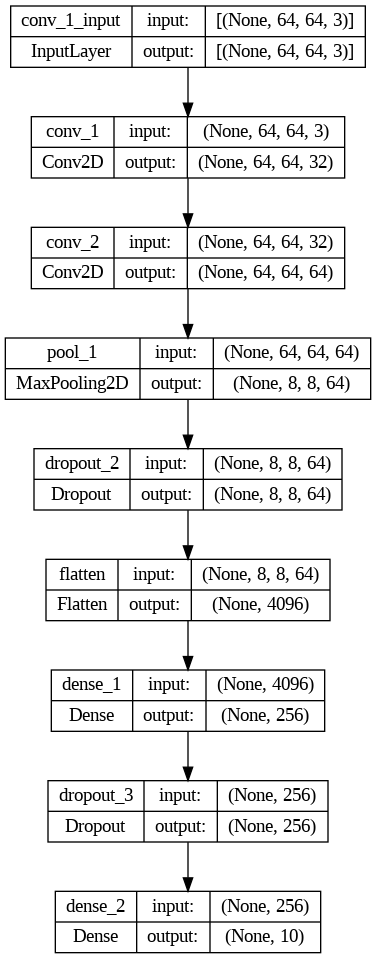 conv_1_input input: [(None, 64, 64, 3)]
InputLayer output: [(None, 64, 64, 3)]
conv_1 input: (None, 64, 64, 3)
Conv2D output: (None, 64, 64, 32)
conv_2 input: (None, 64, 64, 32)
Conv2D output: (None, 64, 64, 64)
pool_1 input: (None, 64, 64, 64)
MaxPooling2D output: (None, 8, 8, 64)
dropout_2 input: (None, 8, 8, 64)
Dropout output: (None, 8, 8, 64)
flatten input: (None, 8, 8, 64)
Flatten output: (None, 4096)
dense_1 input: (None, 4096)
Dense output: (None, 256)
dropout_3 input: (None, 256)
Dropout output: (None, 256)
dense_2 input: (None, 256)
Dense output: (None, 10)